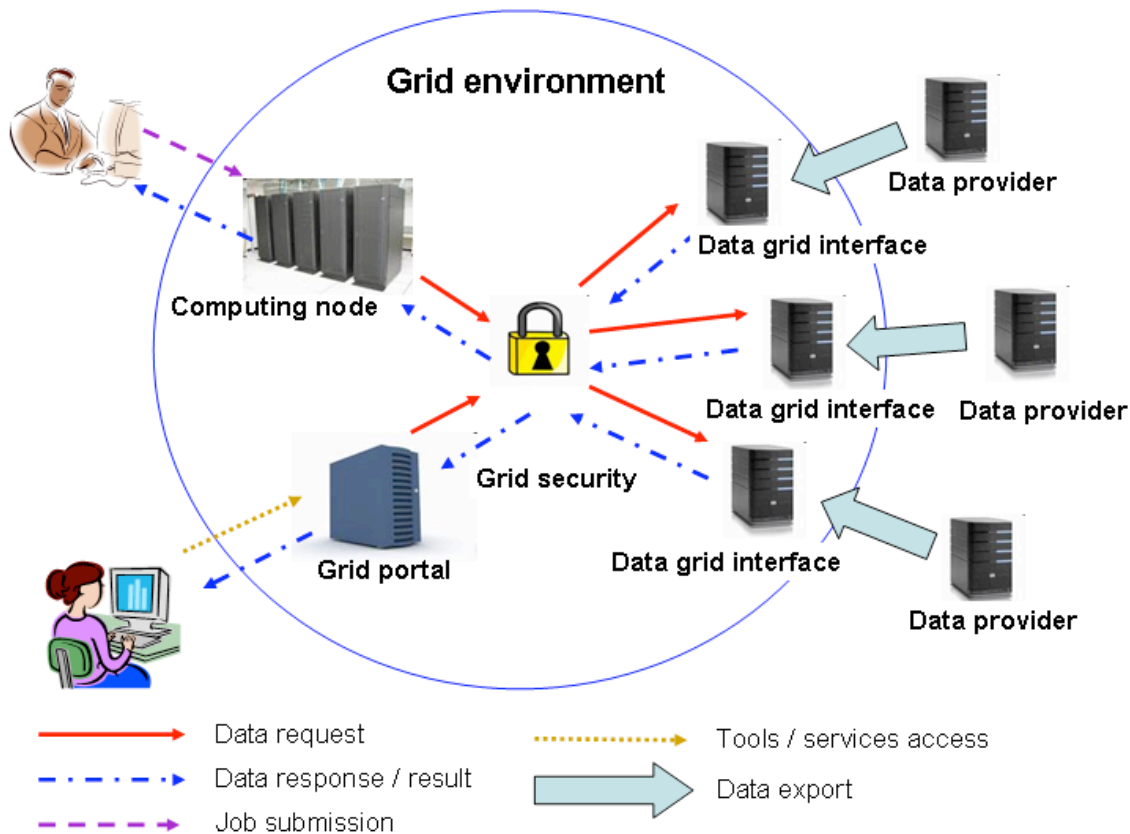 Grid environment
Data provider
Data grid interface
Computing node
Data grid interface
Data provider
Grid security
Data grid interface
Grid portal
Data provider
Data request
Data response / result
Job submission
Tools / services access
Data export